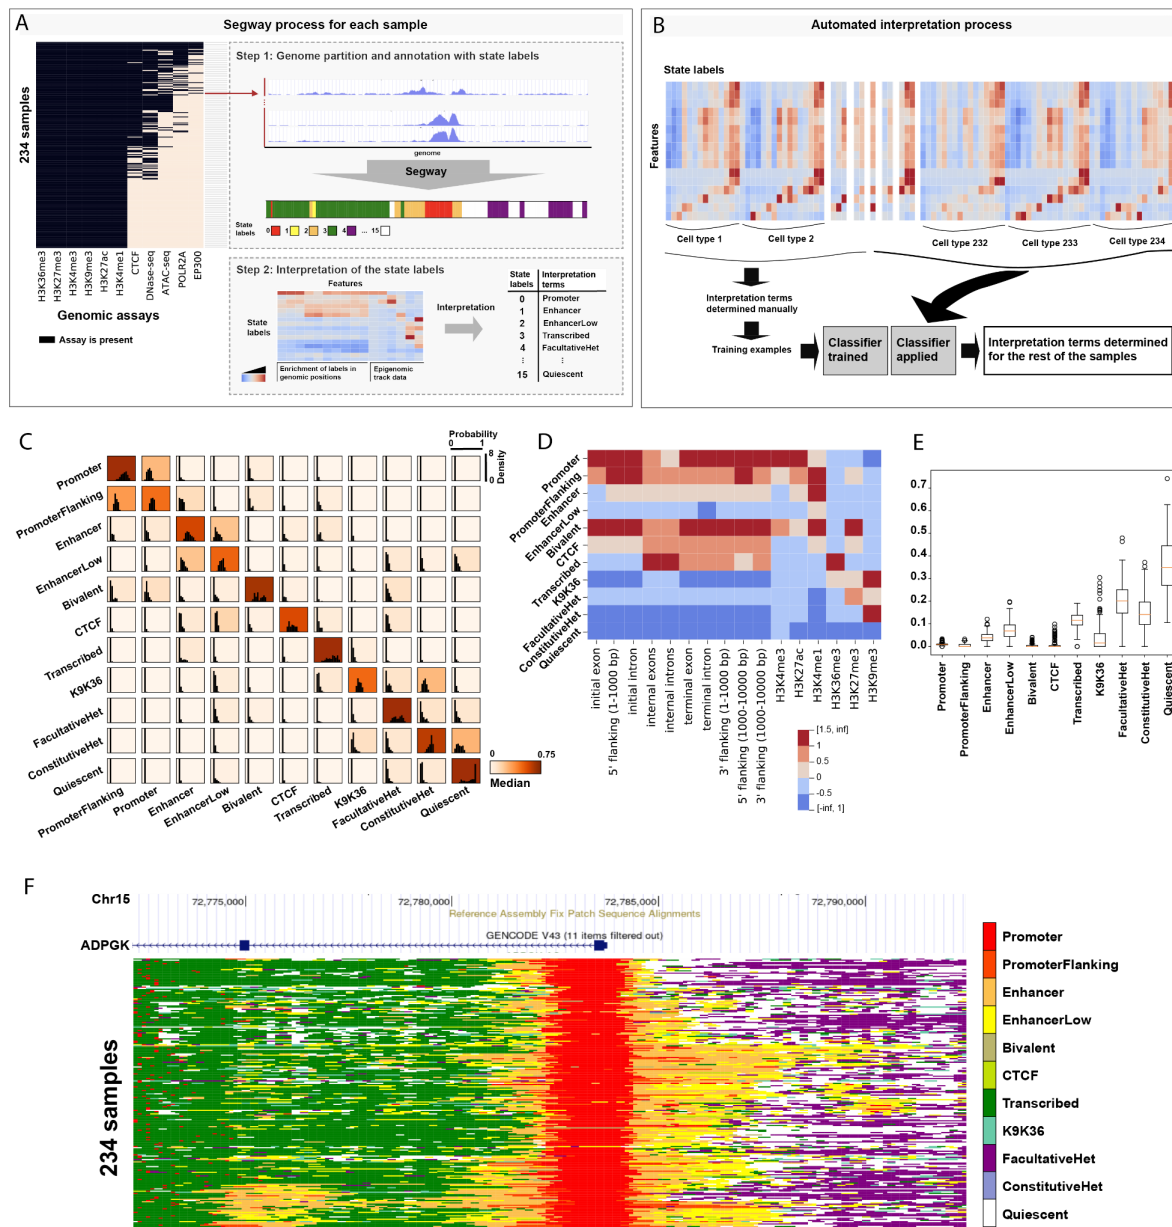 A
Segway process for each sample
234 samples
H3K36me3
H3K27me3
H3K4me3
H3K9me3
H3K27ac
H3K4me1
CTCF
DNase-seq
ATAC-seq
POLR2A
EP300
Genomic assays
Assay is present
Step 1: Genome partition and annotation with state labels
genome
Segway
State labels
0 1 2 3 4 ... 15
Step 2: Interpretation of the state labels
Features
State labels
Enrichment of labels in genomic positions
Epigenomic track data
Interpretation
State labels Interpretation terms
0 Promoter
1 Enhancer
2 EnhancerLow
3 Transcribed
4 FacultativeHet
⋮ ⋮
15 Quiescent
B
Automated interpretation process
State labels
Features
Cell type 1
Cell type 2
Cell type 232
Cell type 233
Cell type 234
Interpretation terms determined manually
Training examples
Classifier trained
Classifier applied
Interpretation terms determined for the rest of the samples
C
Probability
0 1
8
0
Density
Promoter
PromoterFlanking
Enhancer
EnhancerLow
Bivalent
CTCF
Transcribed
K9K36
FacultativeHet
ConstitutiveHet
Quiescent
PromoterFlanking
Promoter
Enhancer
EnhancerLow
Bivalent
CTCF
Transcribed
K9K36
FacultativeHet
ConstitutiveHet
Quiescent
0 0.75
Median
D
Promoter
PromoterFlanking
Enhancer
EnhancerLow
Bivalent
CTCF
Transcribed
K9K36
FacultativeHet
ConstitutiveHet
Quiescent
initial exon
5' flanking (1-1000 bp)
initial intron
internal exons
internal introns
terminal exon
terminal intron
3' flanking (1-1000 bp)
5' flanking (1000-10000 bp)
3' flanking (1000-10000 bp)
H3K4me3
H3K27ac
H3K4me1
H3K36me3
H3K27me3
H3K9me3
[1.5, inf]
1
0.5
0
-0.5
[-inf, 1]
E
0.7
0.6
0.5
0.4
0.3
0.2
0.1
0.0
Promoter
PromoterFlanking
Enhancer
EnhancerLow
Bivalent
CTCF
Transcribed
K9K36
FacultativeHet
ConstitutiveHet
Quiescent
F
Chr15
72,775,000
72,780,000
72,785,000
72,790,000
Reference Assembly Fix Patch Sequence Alignments
GENCODE V43 (11 items filtered out)
ADPGK
234 samples
Promoter
PromoterFlanking
Enhancer
EnhancerLow
Bivalent
CTCF
Transcribed
K9K36
FacultativeHet
ConstitutiveHet
Quiescent